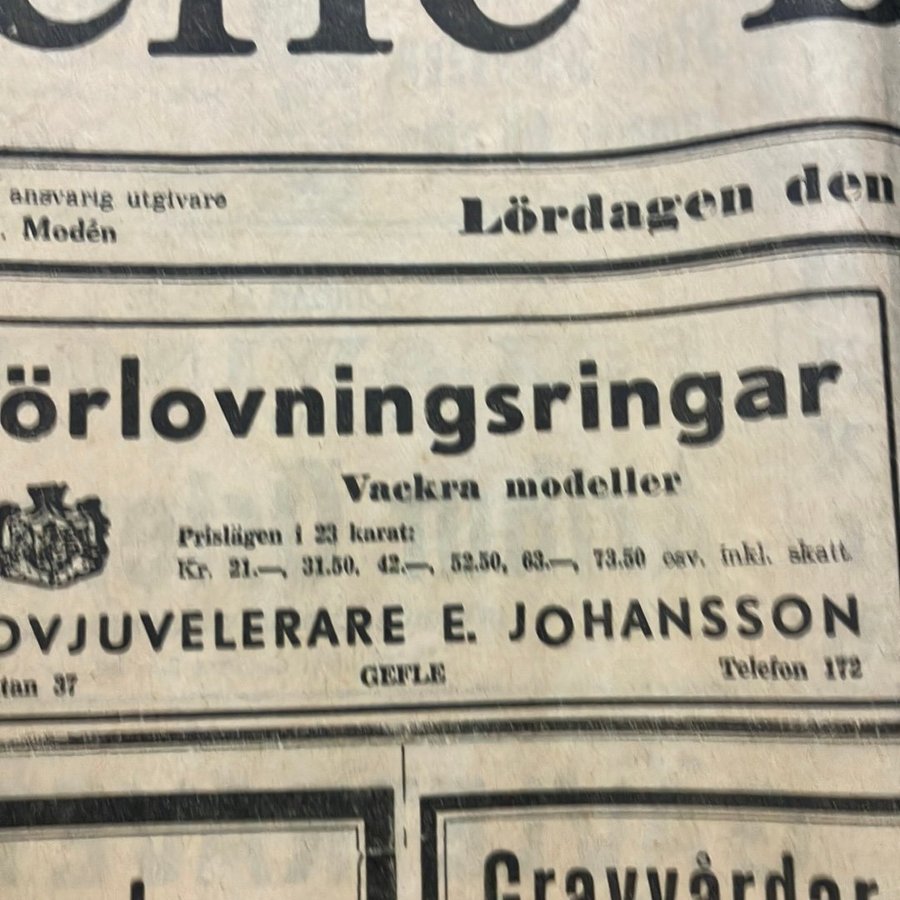 ansvarig utgivare
. Modén
Lördagen den
örlovningsringar
Vackra modeller
Prislägen i 23 karat:
Kr. 21.—, 31.50, 42.—, 52.50, 63.—, 73.50 osv. inkl. skatt.
OVJUVELERARE E. JOHANSSON
tan 37 GEFLE Telefon 172
Gravvårdar